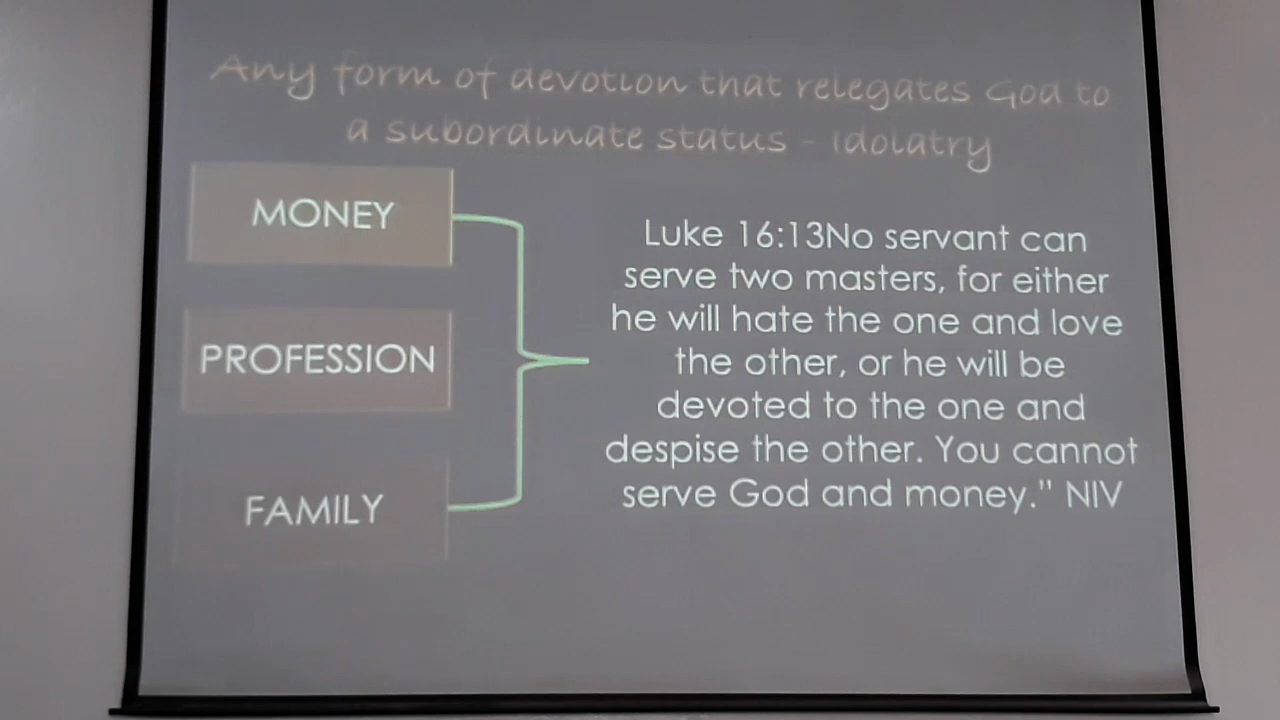 Any form of devotion that relegates God to
a subordinate status - Idolatry
MONEY
PROFESSION
FAMILY
Luke 16:13No servant can
serve two masters, for either
he will hate the one and love
the other, or he will be
devoted to the one and
despise the other. You cannot
serve God and money." NIV